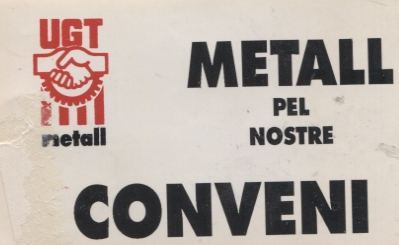 UGT
metall
METALL
PEL
NOSTRE
CONVENI